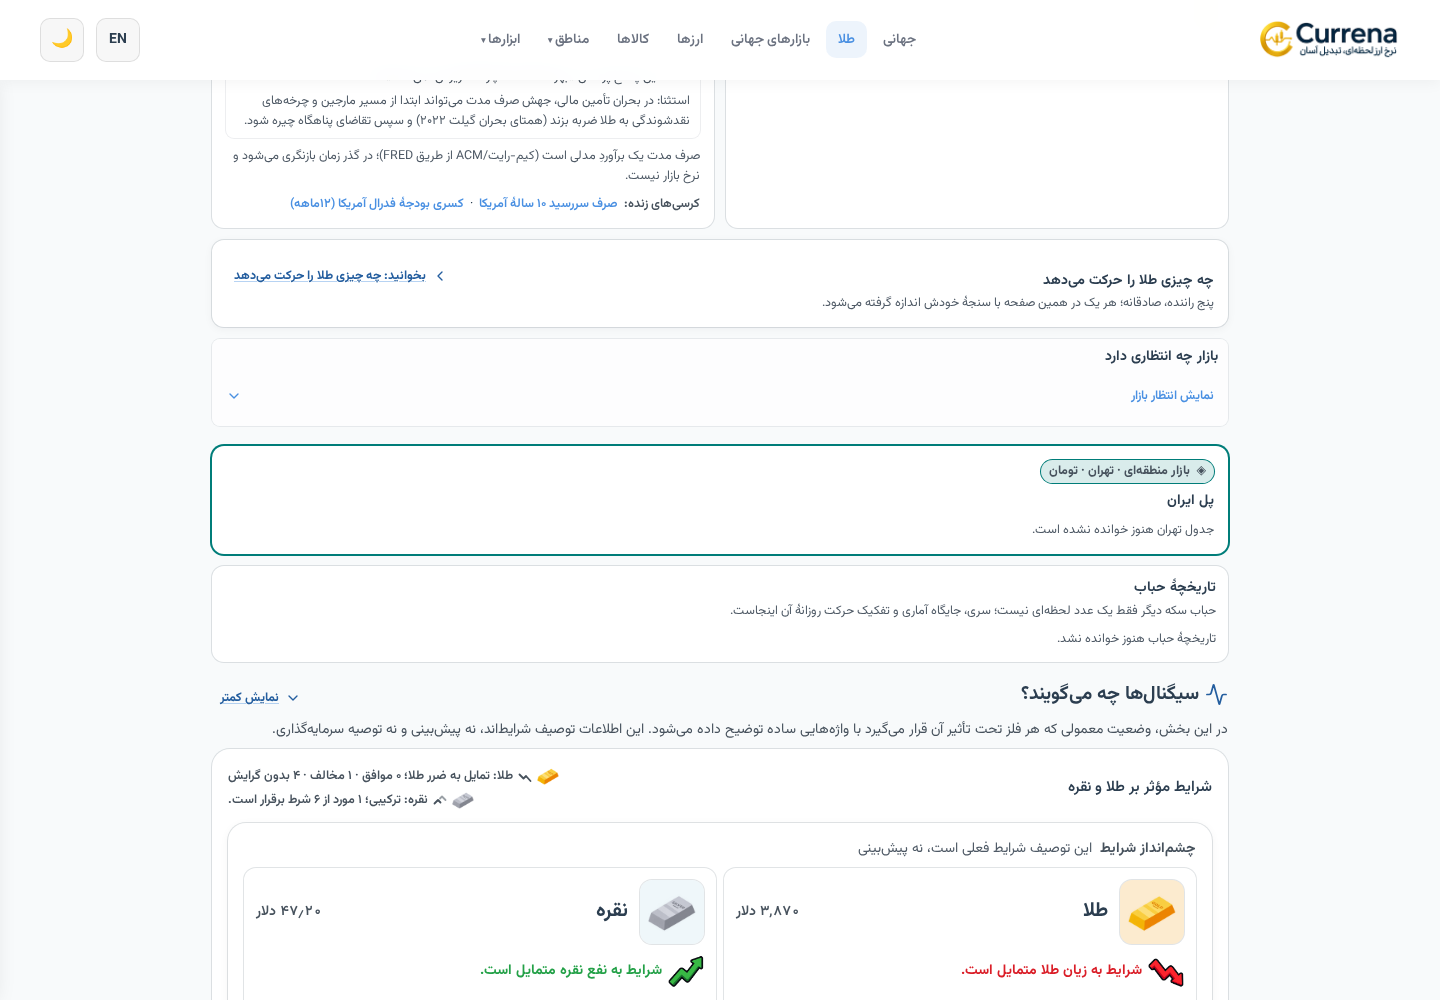 Currena
نرخ ارز لحظه‌ای، تبدیل آسان
جهانی
طلا
بازارهای جهانی
ارزها
کالاها
مناطق ▾
ابزارها ▾
EN
استثنا: در بحران تأمین مالی، جهش صرف مدت می‌تواند ابتدا از مسیر مارجین و چرخه‌های
نقدشوندگی به طلا ضربه بزند (همتای بحران گیلت ۲۰۲۲) و سپس تقاضای پناهگاه چیره شود.
صرف مدت یک برآوردِ مدلی است (کیم-رایت/ACM از طریق FRED)؛ در گذر زمان بازنگری می‌شود و
نرخ بازار نیست.
کرسی‌های زنده: صرف سررسید ۱۰ سالهٔ آمریکا · کسری بودجهٔ فدرال آمریکا (۱۲ماهه)
چه چیزی طلا را حرکت می‌دهد
پنج راننده، صادقانه؛ هر یک در همین صفحه با سنجهٔ خودش اندازه گرفته می‌شود.
بخوانید: چه چیزی طلا را حرکت می‌دهد
بازار چه انتظاری دارد
نمایش انتظار بازار
◈ بازار منطقه‌ای · تهران · تومان
پل ایران
جدول تهران هنوز خوانده نشده است.
تاریخچهٔ حباب
حباب سکه دیگر فقط یک عدد لحظه‌ای نیست؛ سری، جایگاه آماری و تفکیک حرکت روزانهٔ آن اینجاست.
تاریخچهٔ حباب هنوز خوانده نشد.
سیگنال‌ها چه می‌گویند؟
نمایش کمتر
در این بخش، وضعیت معمولی که هر فلز تحت تأثیر آن قرار می‌گیرد با واژه‌هایی ساده توضیح داده می‌شود. این اطلاعات توصیف شرایط‌اند، نه پیش‌بینی و نه توصیه سرمایه‌گذاری.
شرایط مؤثر بر طلا و نقره
طلا: تمایل به ضرر طلا؛ ۰ موافق · ۱ مخالف · ۴ بدون گرایش
نقره: ترکیبی؛ ۱ مورد از ۶ شرط برقرار است.
چشم‌انداز شرایط این توصیف شرایط فعلی است، نه پیش‌بینی
طلا
۳,۸۷۰ دلار
شرایط به زیان طلا متمایل است.
نقره
۴۷٫۲۰ دلار
شرایط به نفع نقره متمایل است.